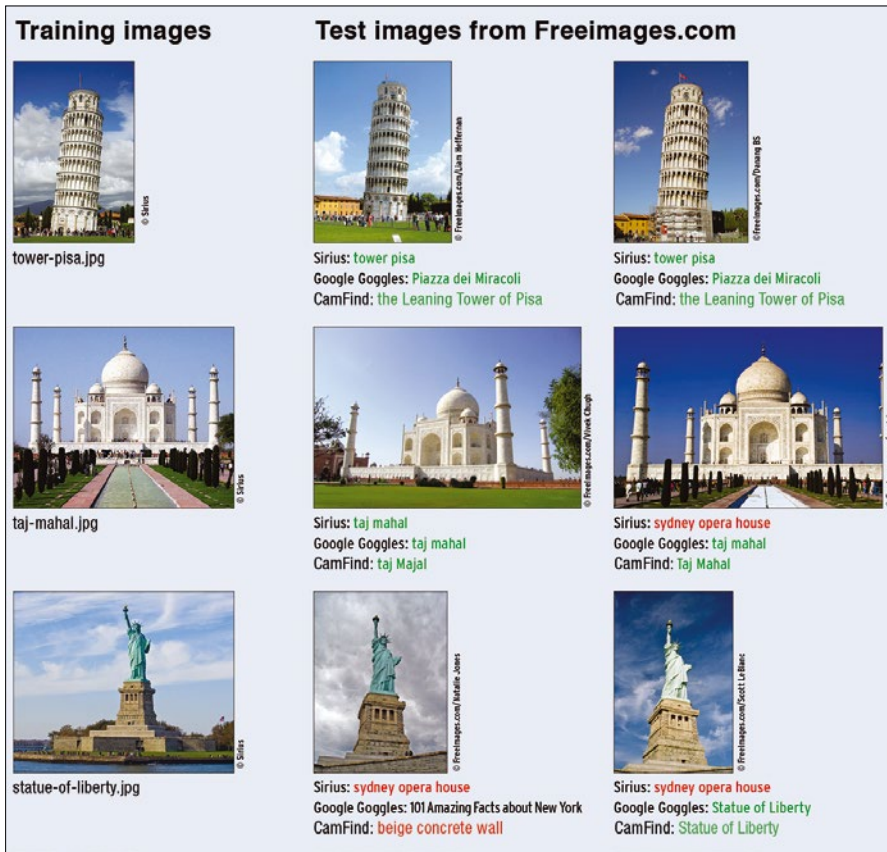 Training images
Test images from Freeimages.com
© Sirius
© Freeimages.com/Liam Heffernan
©Freeimages.com/Danang BS
tower-pisa.jpg
Sirius: tower pisa
Google Goggles: Piazza dei Miracoli
CamFind: the Leaning Tower of Pisa
Sirius: tower pisa
Google Goggles: Piazza dei Miracoli
CamFind: the Leaning Tower of Pisa
© Sirius
© Freeimages.com/Vivek Chugh
taj-mahal.jpg
Sirius: taj mahal
Google Goggles: taj mahal
CamFind: taj Majal
Sirius: sydney opera house
Google Goggles: taj mahal
CamFind: Taj Mahal
© Sirius
© Freeimages.com/Natalie Jones
© Freeimages.com/Scott LeBlanc
statue-of-liberty.jpg
Sirius: sydney opera house
Google Goggles: 101 Amazing Facts about New York
CamFind: beige concrete wall
Sirius: sydney opera house
Google Goggles: Statue of Liberty
CamFind: Statue of Liberty